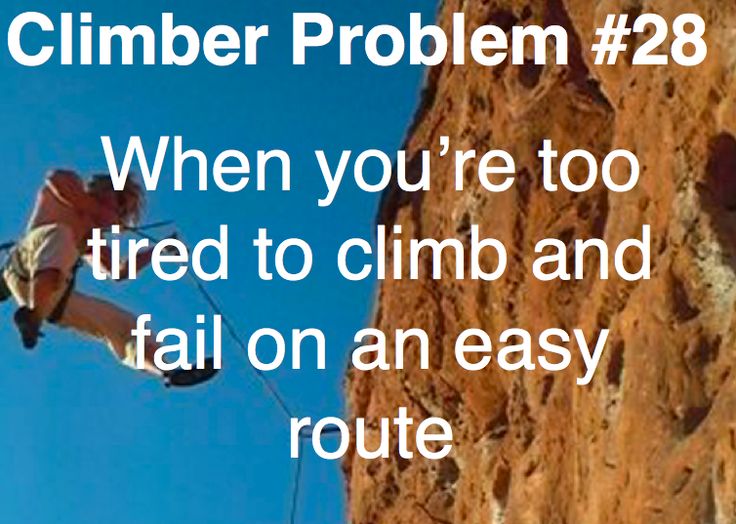 Climber Problem #28
When you’re too
tired to climb and
fail on an easy
route